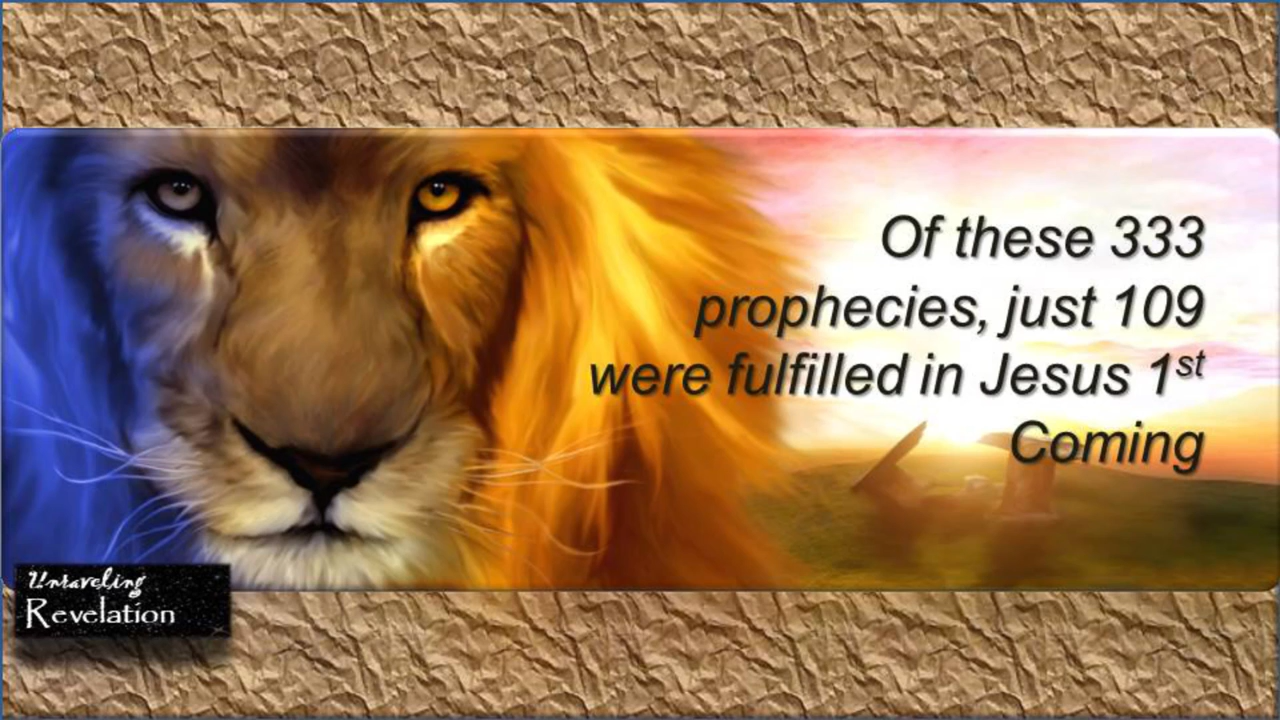 Of these 333
prophecies, just 109
were fulfilled in Jesus 1st
Coming
Unraveling
Revelation